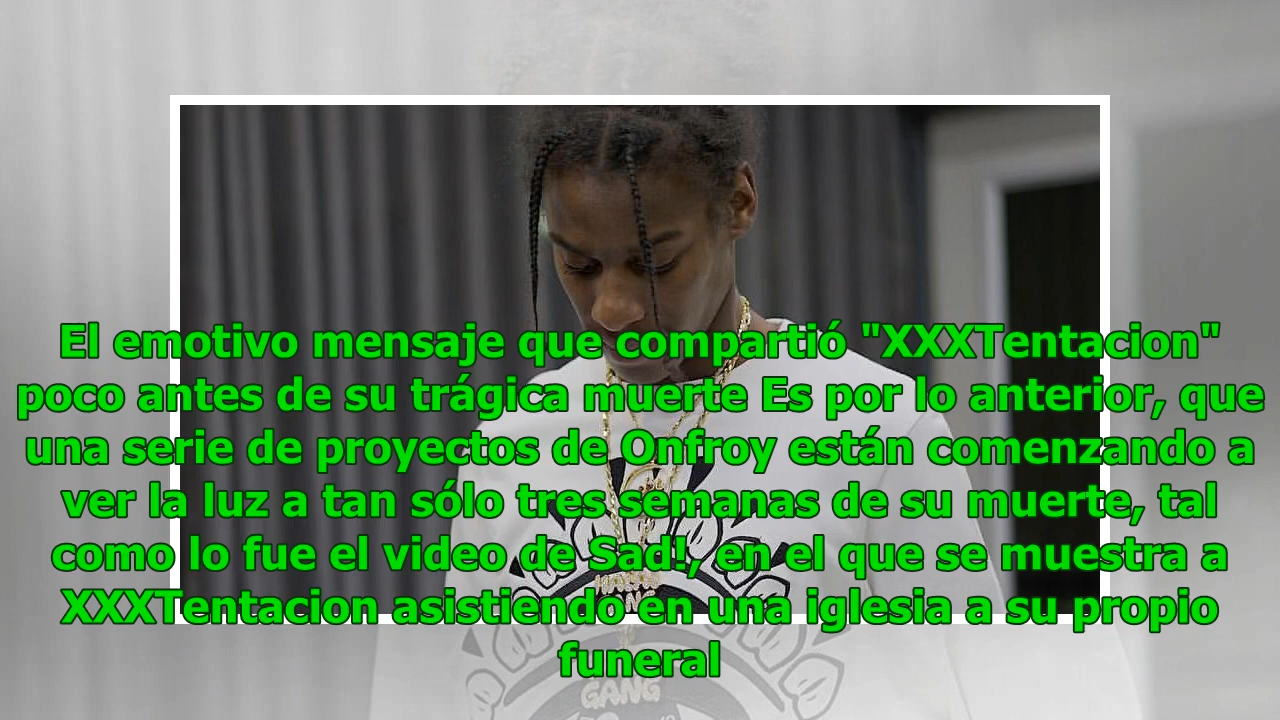 El emotivo mensaje que compartió "XXXTentacion"
poco antes de su trágica muerte Es por lo anterior, que
una serie de proyectos de Onfroy están comenzando a
ver la luz a tan sólo tres semanas de su muerte, tal
como lo fue el video de Sad!, en el que se muestra a
XXXTentacion asistiendo en una iglesia a su propio
funeral
GANG